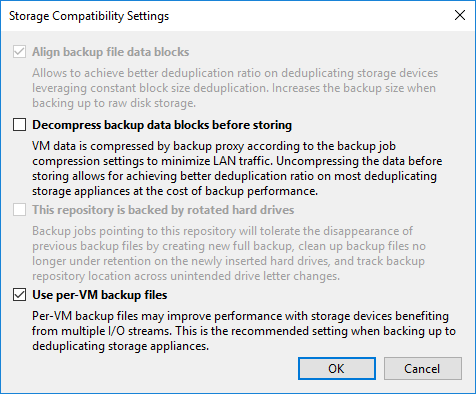 Storage Compatibility Settings
Align backup file data blocks
Allows to achieve better deduplication ratio on deduplicating storage devices
leveraging constant block size deduplication. Increases the backup size when
backing up to raw disk storage.
Decompress backup data blocks before storing
VM data is compressed by backup proxy according to the backup job
compression settings to minimize LAN traffic. Uncompressing the data before
storing allows for achieving better deduplication ratio on most deduplicating
storage appliances at the cost of backup performance.
This repository is backed by rotated hard drives
Backup jobs pointing to this repository will tolerate the disappearance of
previous backup files by creating new full backup, clean up backup files no
longer under retention on the newly inserted hard drives, and track backup
repository location across unintended drive letter changes.
Use per-VM backup files
Per-VM backup files may improve performance with storage devices benefiting
from multiple I/O streams. This is the recommended setting when backing up to
deduplicating storage appliances.
OK
Cancel